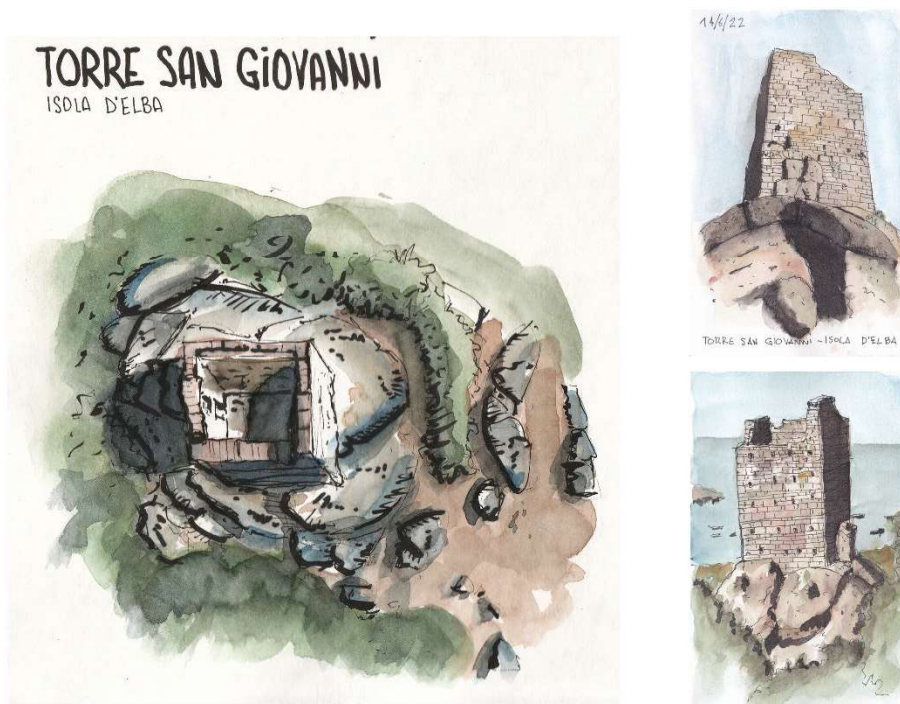 TORRE SAN GIOVANNI
ISOLA D'ELBA
14/6/22
TORRE SAN GIOVANNI - ISOLA D'ELBA